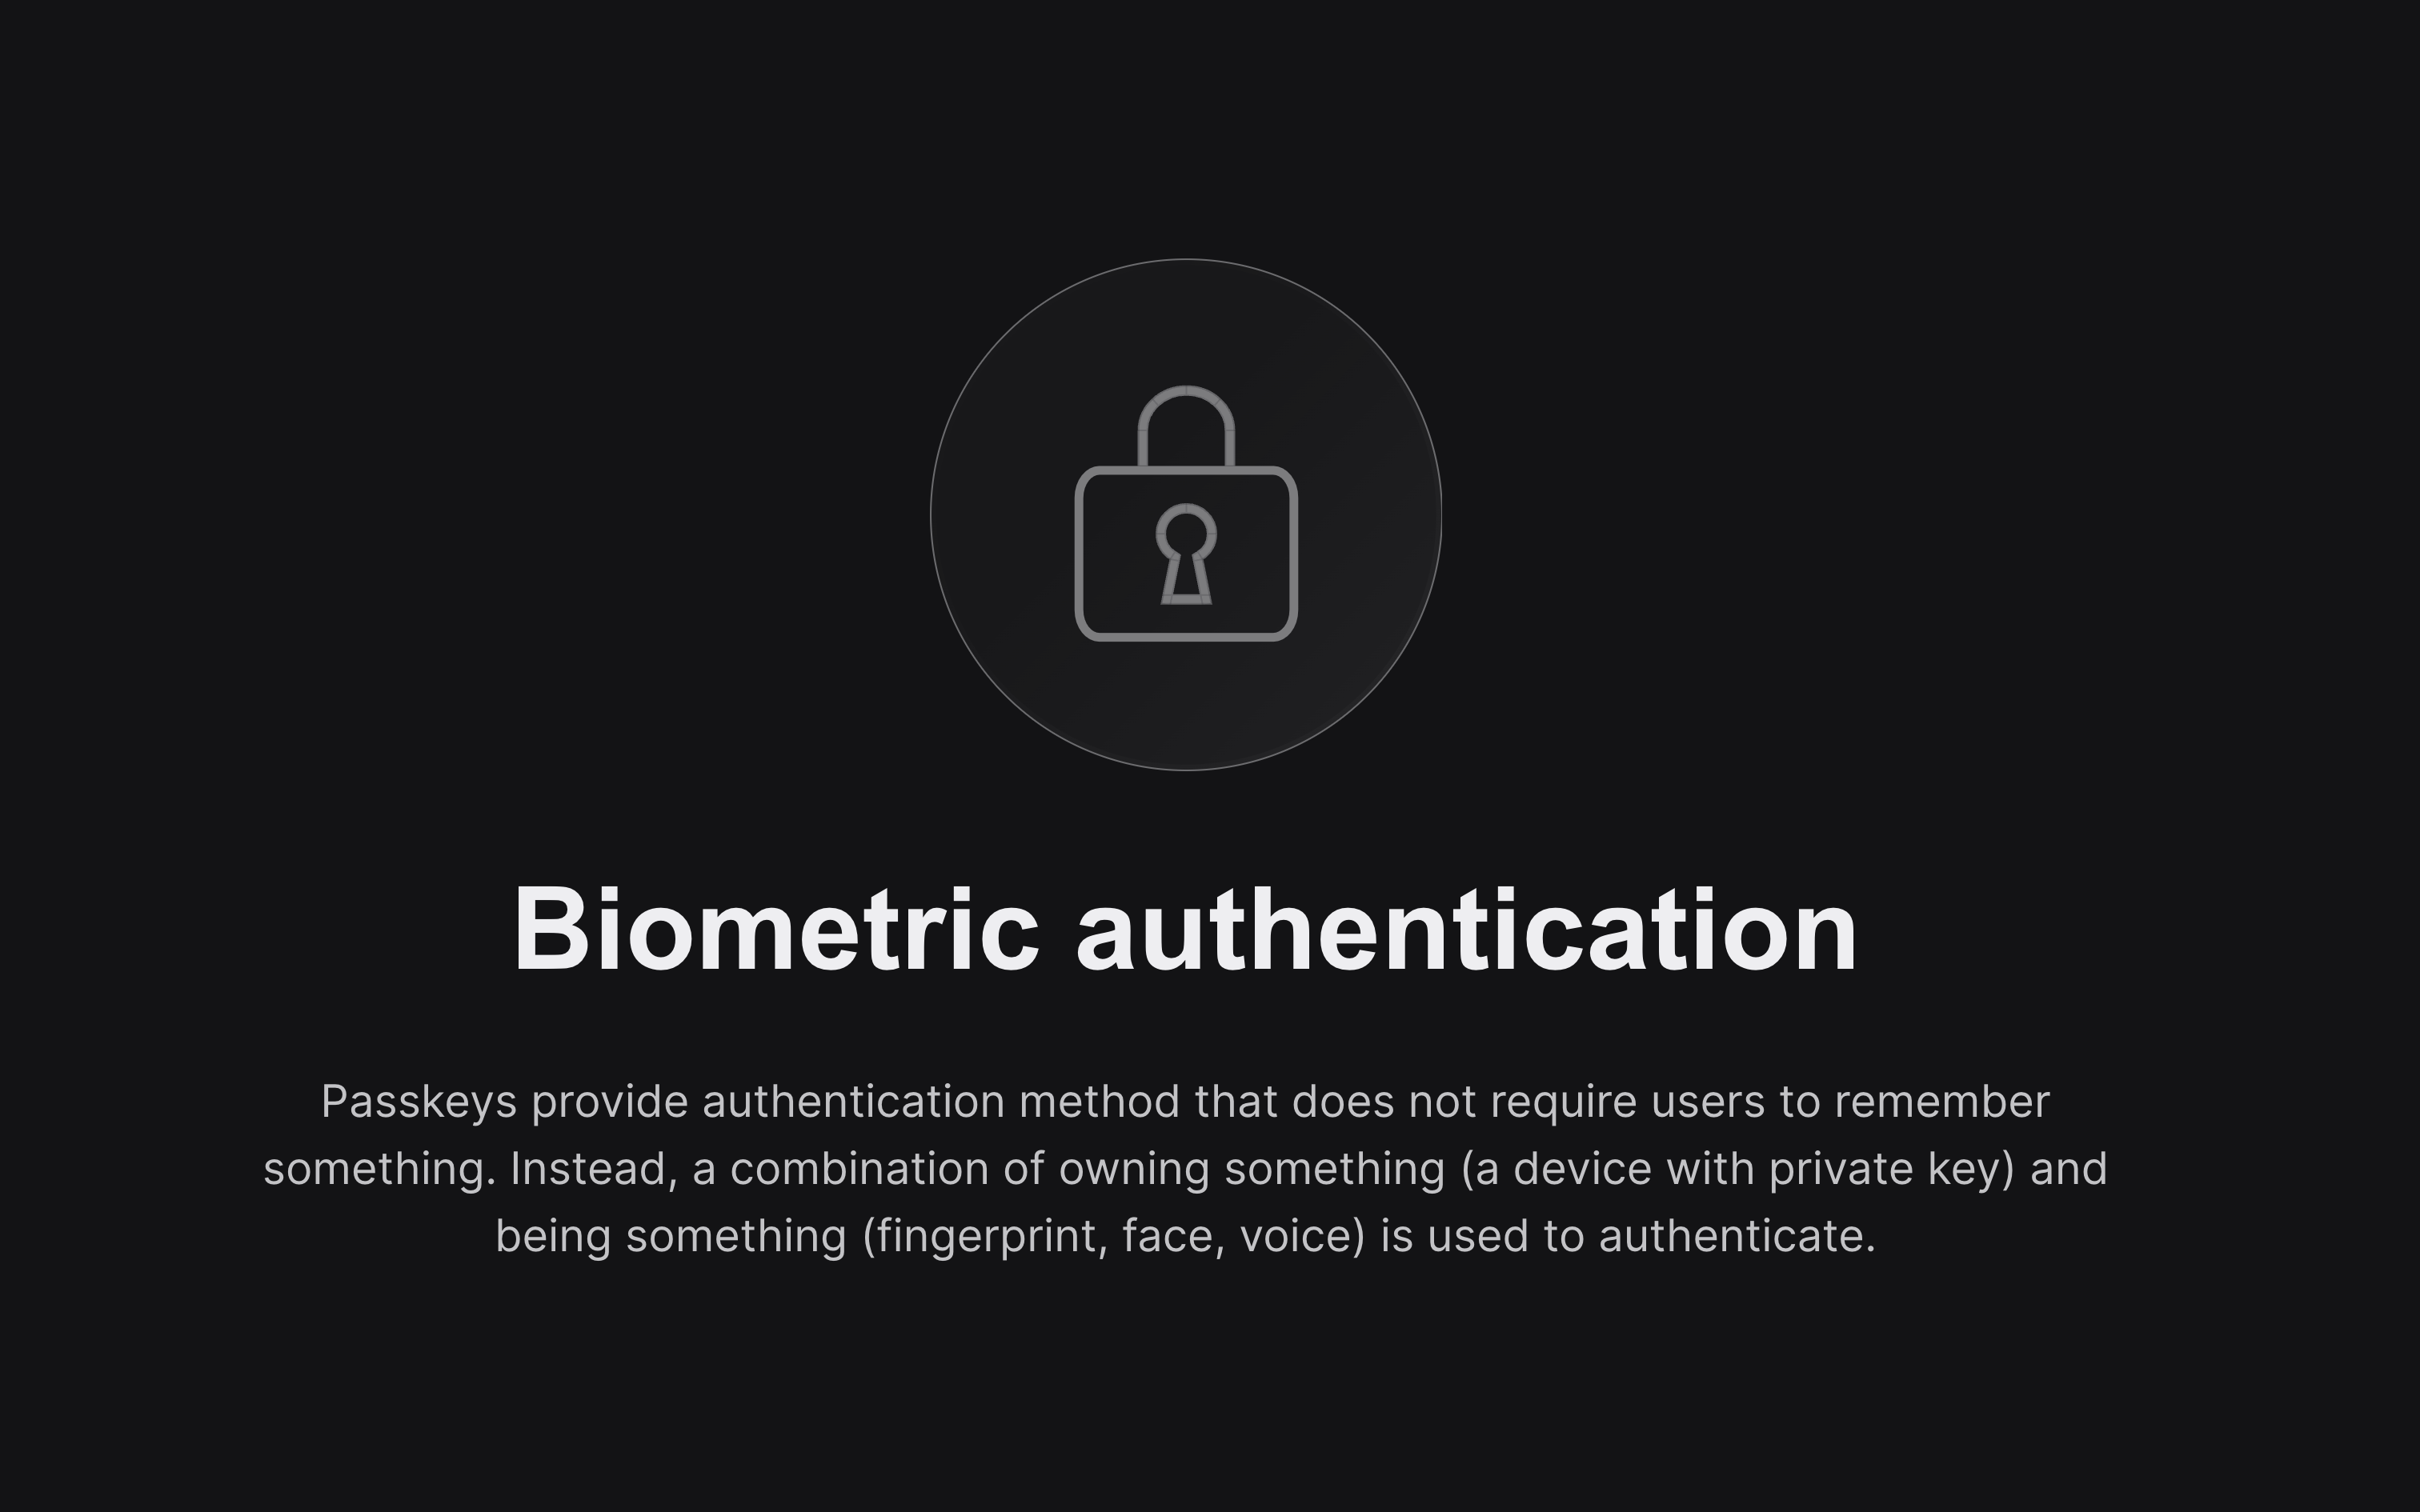 Biometric authentication
Passkeys provide authentication method that does not require users to remember
something. Instead, a combination of owning something (a device with private key) and
being something (fingerprint, face, voice) is used to authenticate.